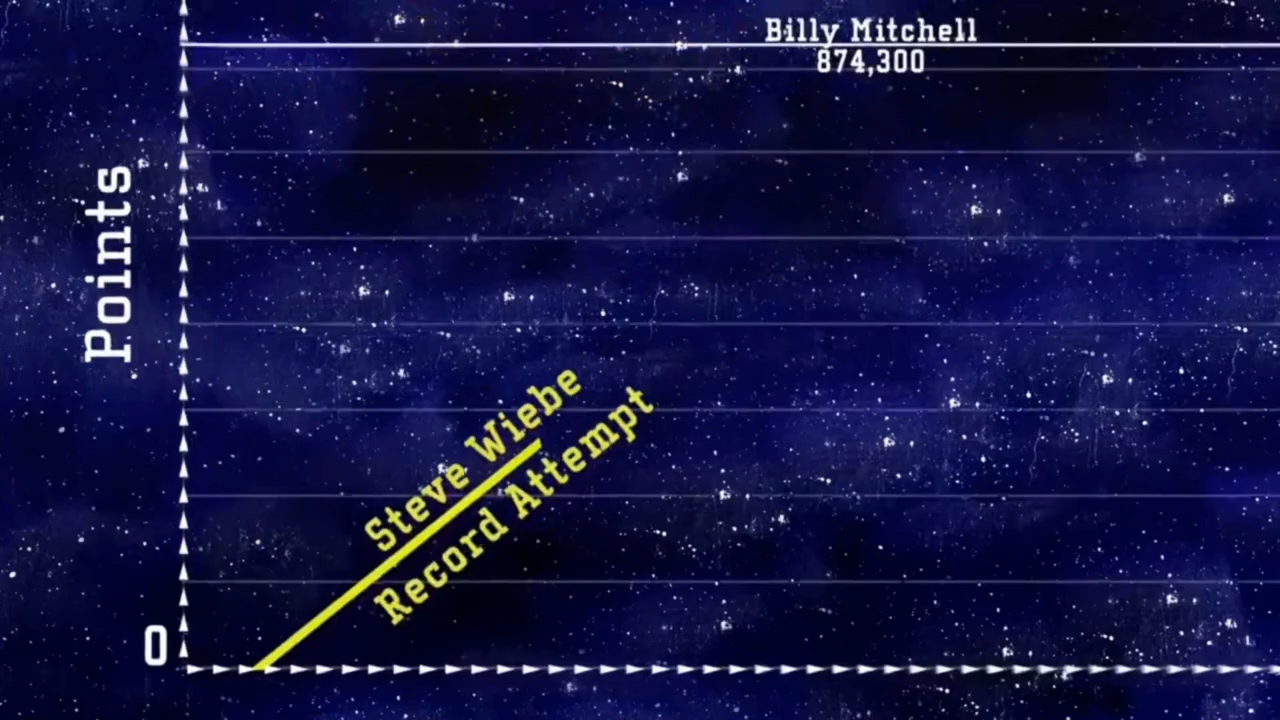 Billy Mitchell
874,300
Points
Steve Wiebe
Record Attempt
0